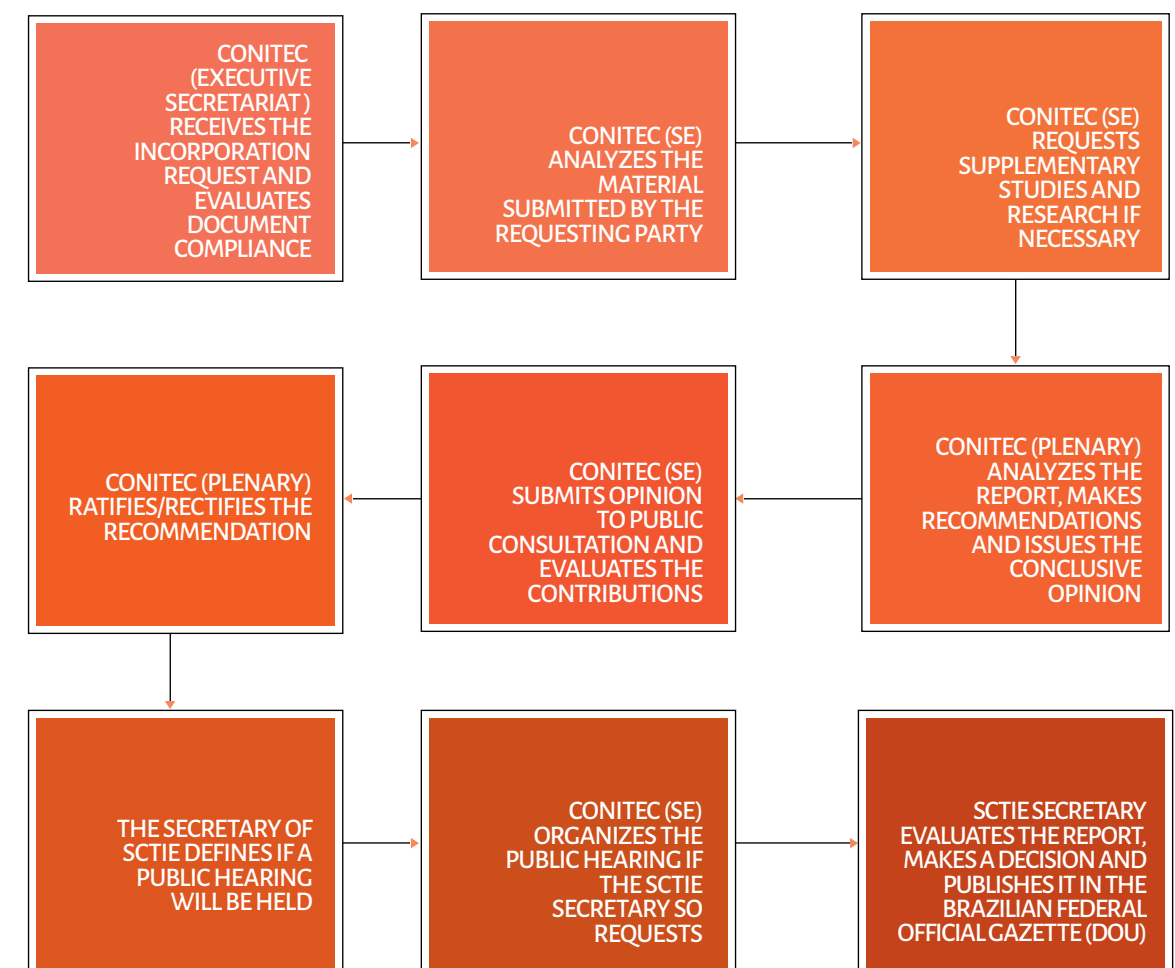 CONITEC
(EXECUTIVE
SECRETARIAT)
RECEIVES THE
INCORPORATION
REQUEST AND
EVALUATES
DOCUMENT
COMPLIANCE
CONITEC (SE)
ANALYZES THE
MATERIAL
SUBMITTED BY THE
REQUESTING PARTY
CONITEC (SE)
REQUESTS
SUPPLEMENTARY
STUDIES AND
RESEARCH IF
NECESSARY
CONITEC (PLENARY)
ANALYZES THE
REPORT, MAKES
RECOMMENDATIONS
AND ISSUES THE
CONCLUSIVE
OPINION
CONITEC (SE)
SUBMITS OPINION
TO PUBLIC
CONSULTATION AND
EVALUATES THE
CONTRIBUTIONS
CONITEC (PLENARY)
RATIFIES/RECTIFIES THE
RECOMMENDATION
THE SECRETARY OF
SCTIE DEFINES IF A
PUBLIC HEARING
WILL BE HELD
CONITEC (SE)
ORGANIZES THE
PUBLIC HEARING IF
THE SCTIE
SECRETARY SO
REQUESTS
SCTIE SECRETARY
EVALUATES THE REPORT,
MAKES A DECISION AND
PUBLISHES IT IN THE
BRAZILIAN FEDERAL
OFFICIAL GAZETTE (DOU)